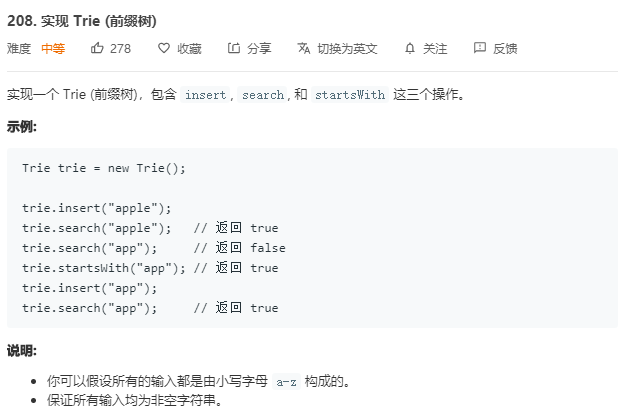 208. 实现 Trie (前缀树)
难度 中等 278 收藏 分享 切换为英文 关注 反馈
实现一个 Trie (前缀树)，包含 insert, search, 和 startsWith 这三个操作。
示例:
Trie trie = new Trie();
trie.insert("apple");
trie.search("apple");   // 返回 true
trie.search("app");     // 返回 false
trie.startsWith("app"); // 返回 true
trie.insert("app");
trie.search("app");     // 返回 true
说明:
• 你可以假设所有的输入都是由小写字母 a-z 构成的。
• 保证所有输入均为非空字符串。